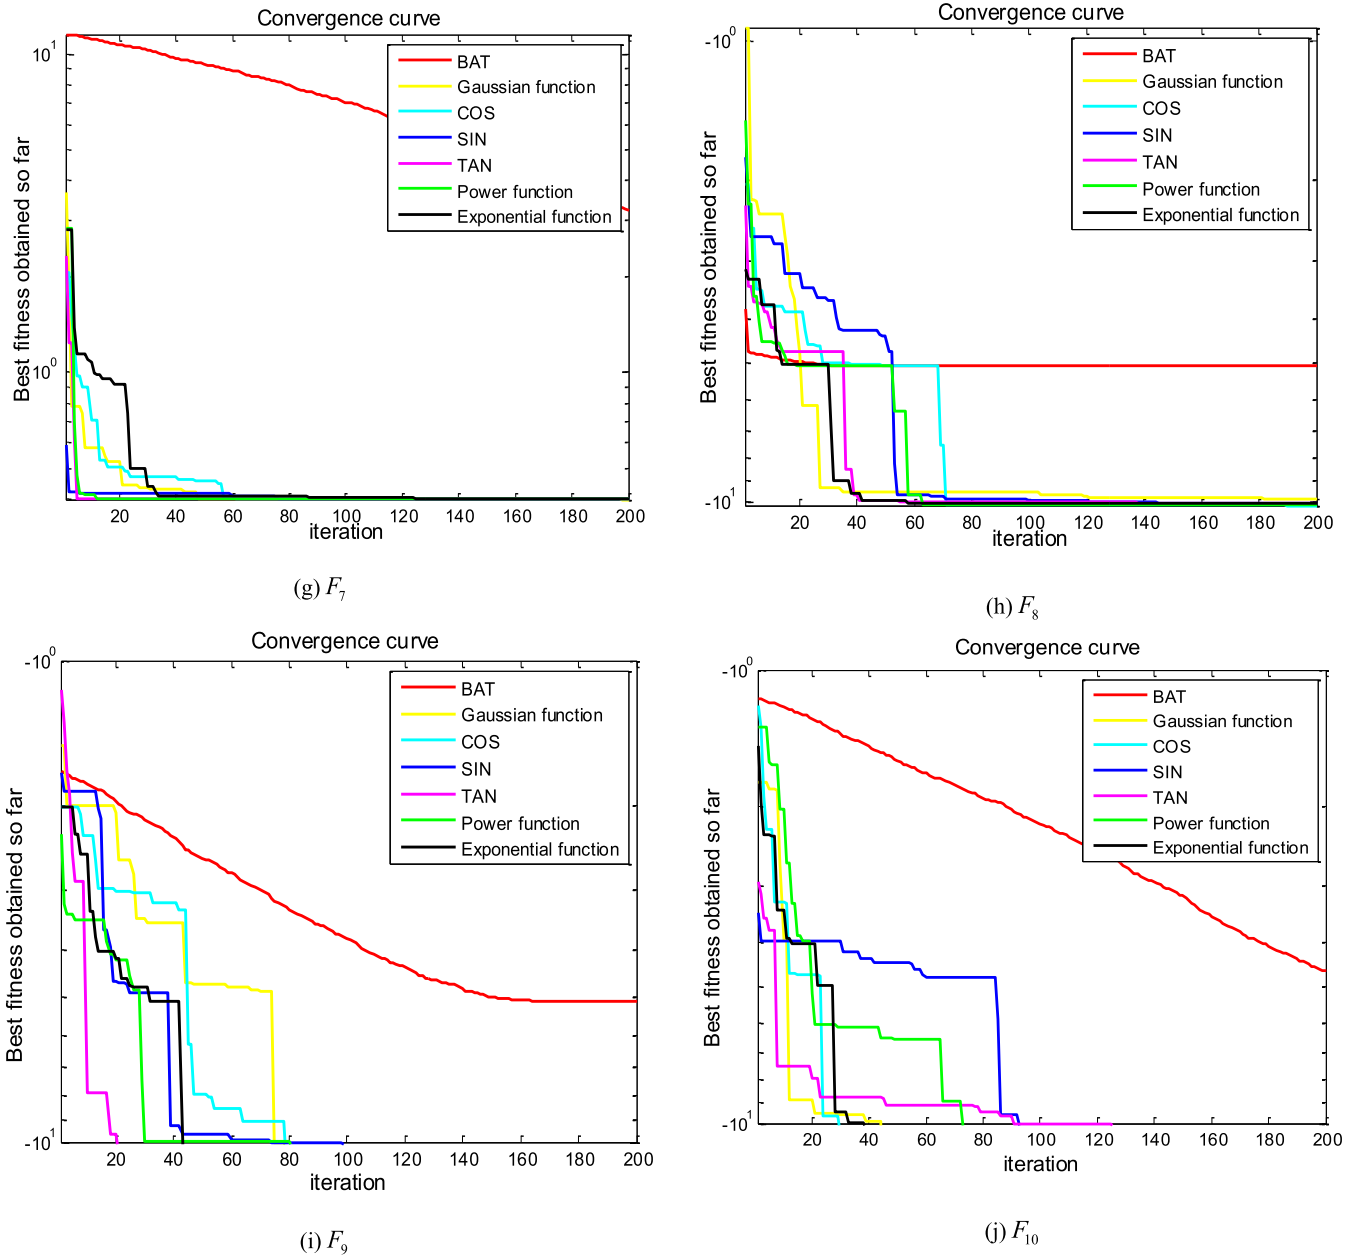 Convergence curve
10^1
10^0
Best fitness obtained so far
BAT
Gaussian function
COS
SIN
TAN
Power function
Exponential function
20 40 60 80 100 120 140 160 180 200
iteration
(g) F_7
Convergence curve
-10^0
-10^1
Best fitness obtained so far
BAT
Gaussian function
COS
SIN
TAN
Power function
Exponential function
20 40 60 80 100 120 140 160 180 200
iteration
(h) F_8
Convergence curve
-10^0
-10^1
Best fitness obtained so far
BAT
Gaussian function
COS
SIN
TAN
Power function
Exponential function
20 40 60 80 100 120 140 160 180 200
iteration
(i) F_9
Convergence curve
-10^0
-10^1
Best fitness obtained so far
BAT
Gaussian function
COS
SIN
TAN
Power function
Exponential function
20 40 60 80 100 120 140 160 180 200
iteration
(j) F_10